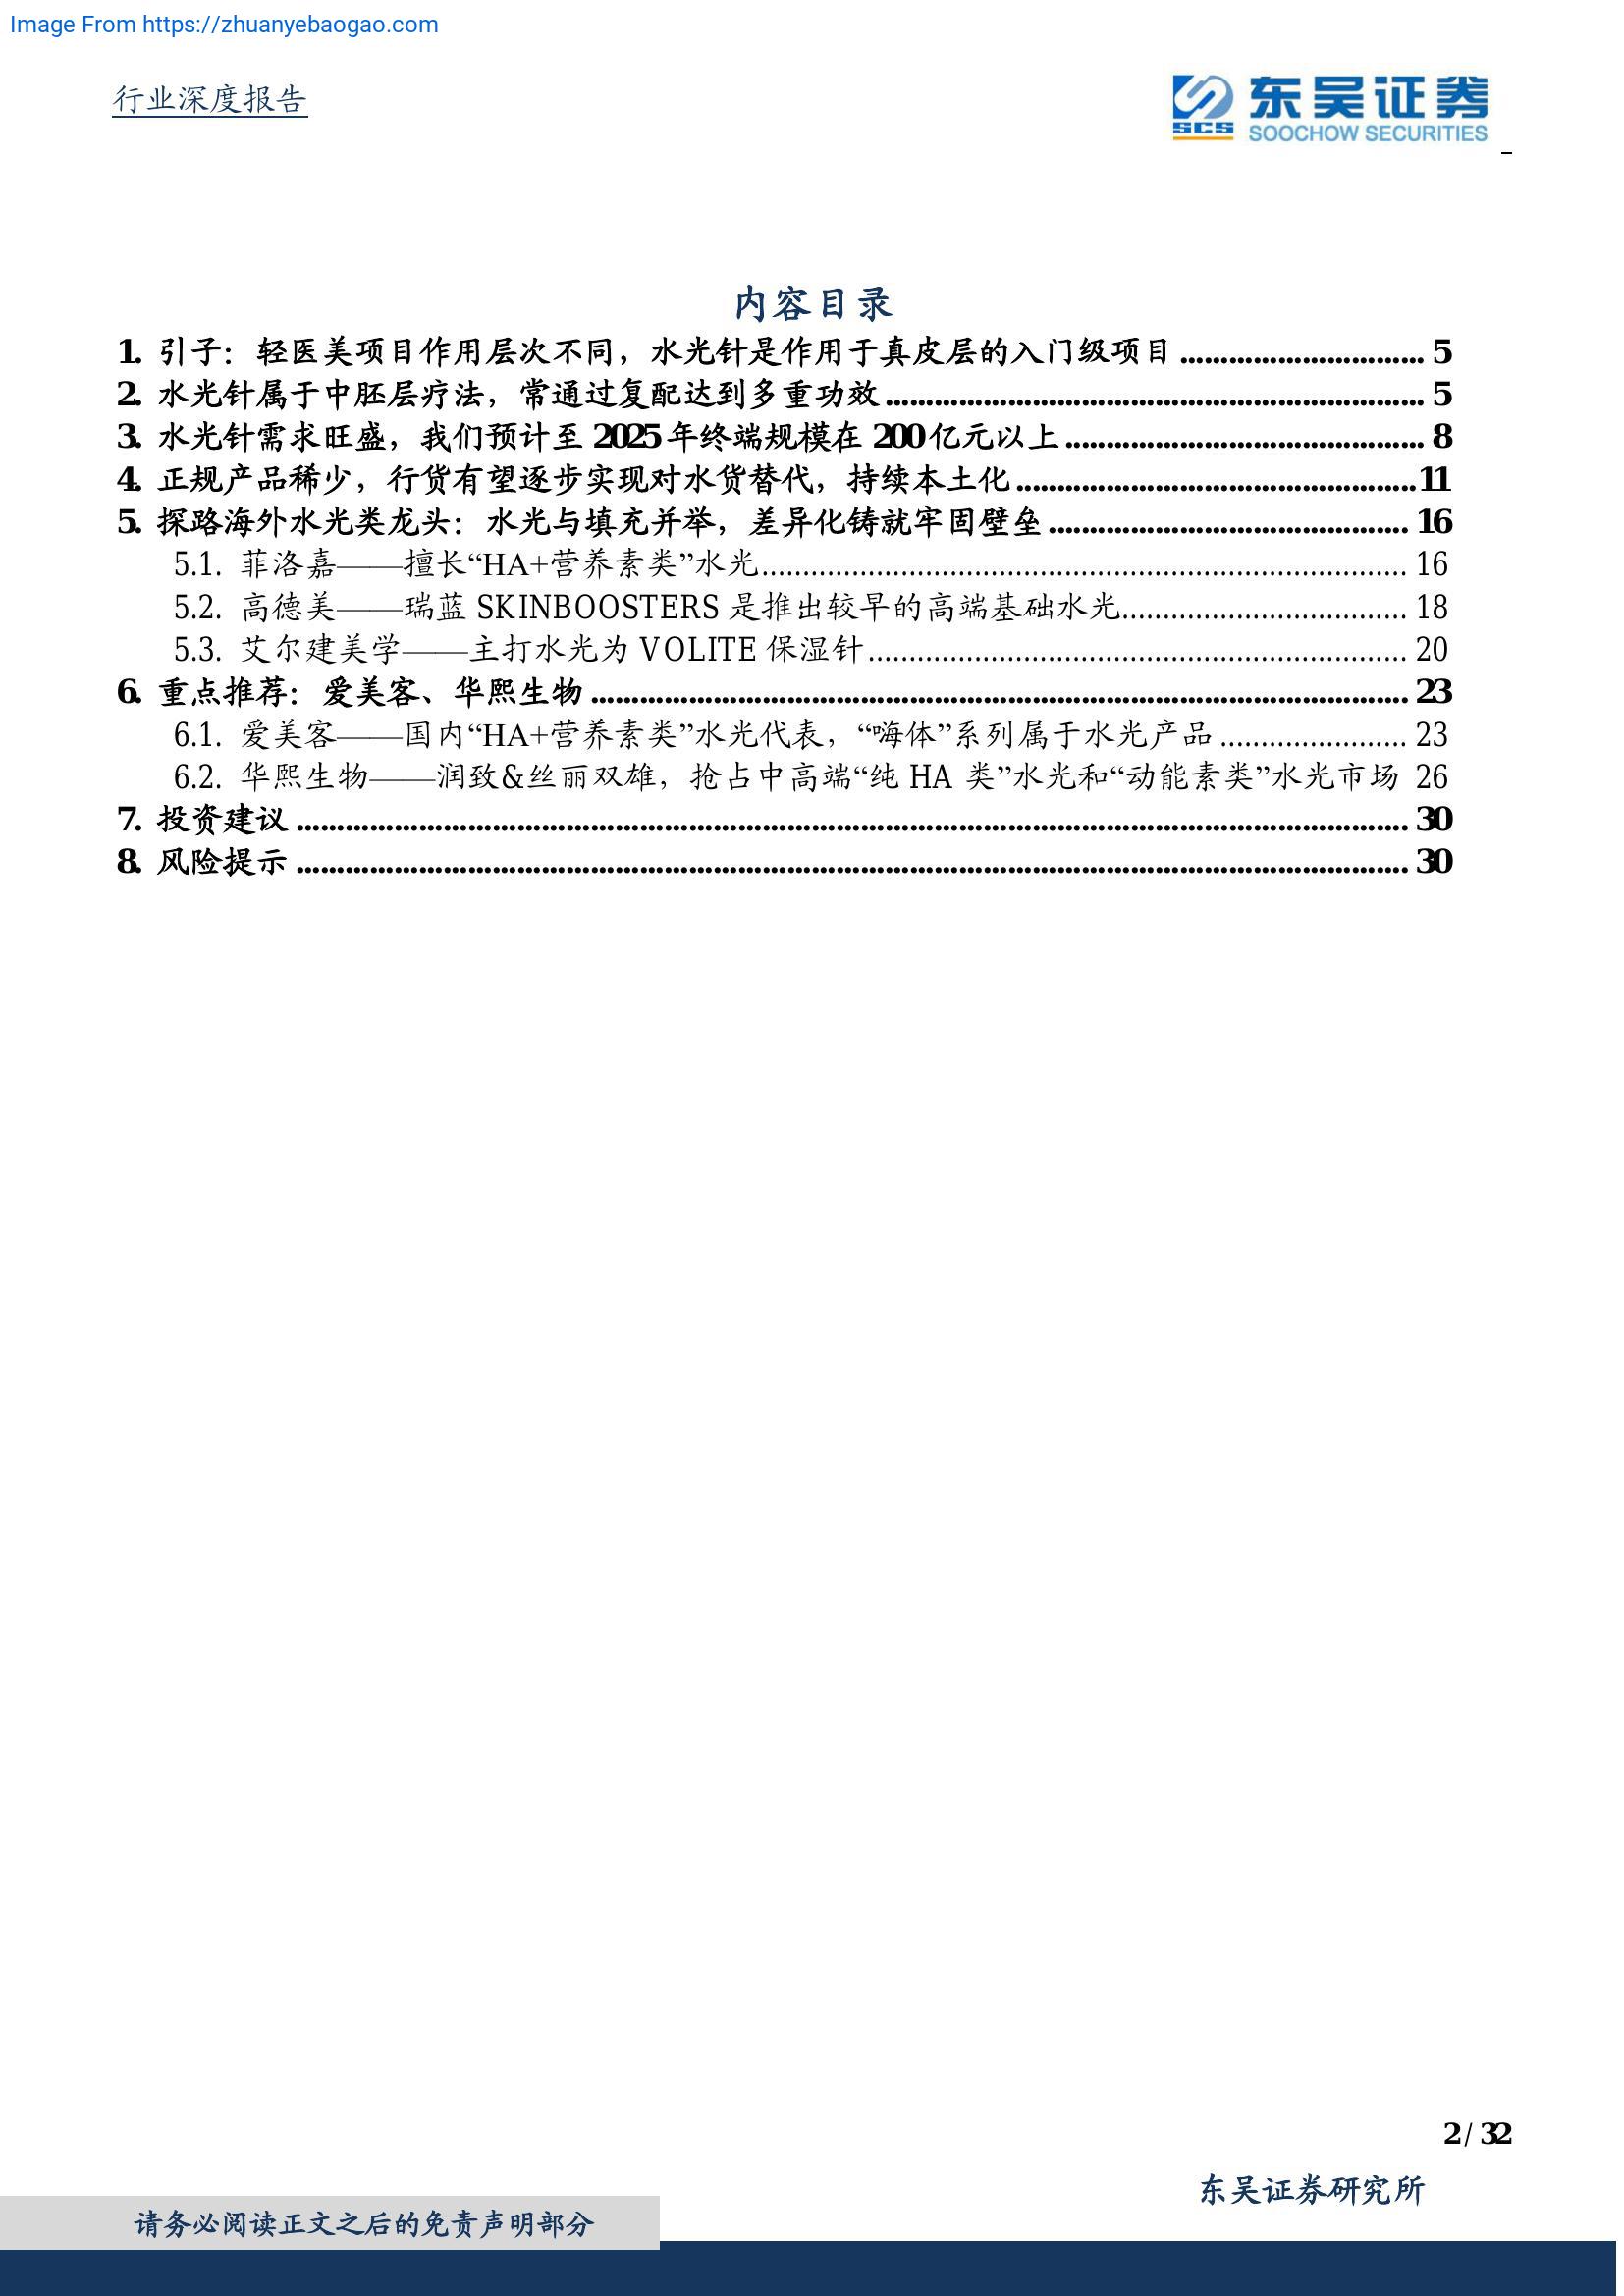 Image From https://zhuanyebaogao.com
行业深度报告
东吴证券
SCS
SOOCHOW SECURITIES
内容目录
1. 引子：轻医美项目作用层次不同，水光针是作用于真皮层的入门级项目 5
2. 水光针属于中胚层疗法，常通过复配达到多重功效 5
3. 水光针需求旺盛，我们预计至 2025 年终端规模在 200 亿元以上 8
4. 正规产品稀少，行货有望逐步实现对水货替代，持续本土化 11
5. 探路海外水光类龙头：水光与填充并举，差异化铸就牢固壁垒 16
5.1. 菲洛嘉——擅长“HA+营养素类”水光 16
5.2. 高德美——瑞蓝 SKINBOOSTERS 是推出较早的高端基础水光 18
5.3. 艾尔建美学——主打水光为 VOLITE 保湿针 20
6. 重点推荐：爱美客、华熙生物 23
6.1. 爱美客——国内“HA+营养素类”水光代表，“嗨体”系列属于水光产品 23
6.2. 华熙生物——润致&丝丽双雄，抢占中高端“纯 HA 类”水光和“动能素类”水光市场 26
7. 投资建议 30
8. 风险提示 30
2 / 32
东吴证券研究所
请务必阅读正文之后的免责声明部分